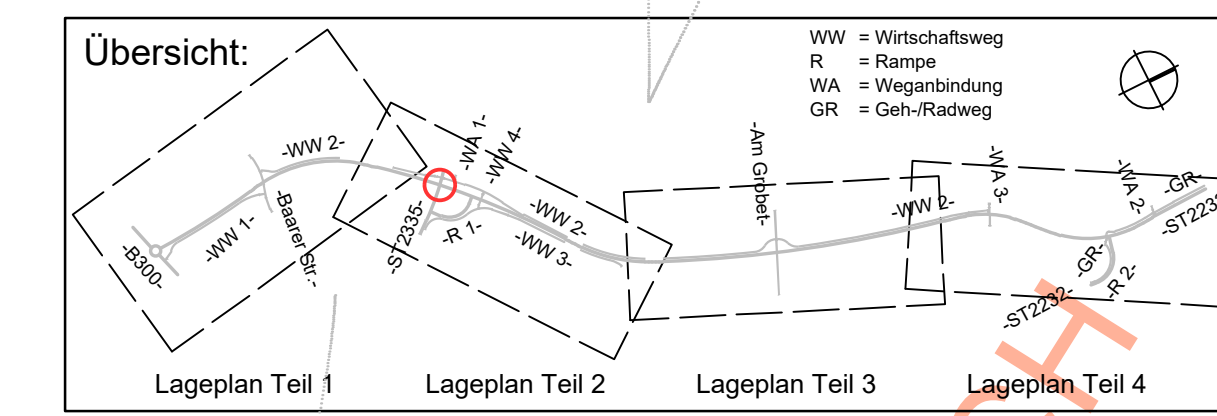 Übersicht:
WW = Wirtschaftsweg
R = Rampe
WA = Weganbindung
GR = Geh-/Radweg
-B300-
-WW 1-
-WW 2-
-Baarer Str.-
-ST2335-
-R 1-
-WA 1-
-WW 4-
-WW 2-
-WW 3-
-Am Grobet-
-WW 2-
-WA 3-
-WA 2-
-GR-
-ST2232-
-GR-
-R 2-
Lageplan Teil 1
Lageplan Teil 2
Lageplan Teil 3
Lageplan Teil 4